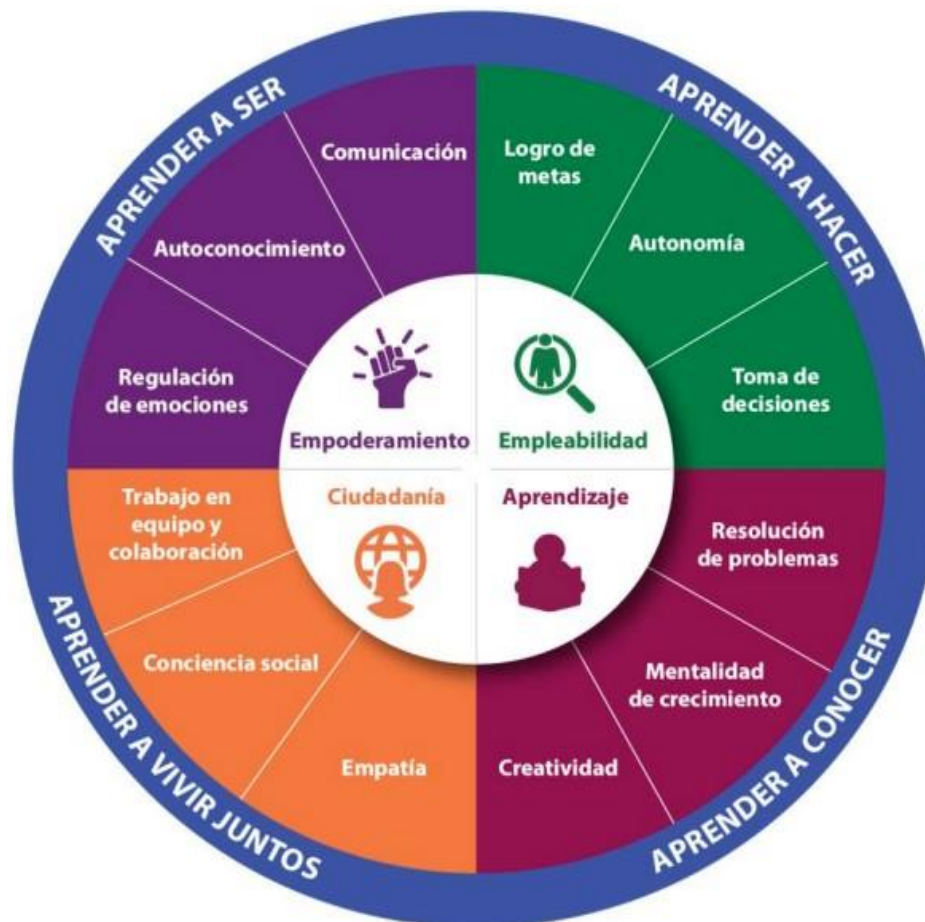 APRENDER A SER
Comunicación
Autoconocimiento
Regulación
de emociones
Empoderamiento
APRENDER A HACER
Logro de
metas
Autonomía
Toma de
decisiones
Empleabilidad
APRENDER A VIVIR JUNTOS
Ciudadanía
Trabajo en
equipo y
colaboración
Conciencia social
Empatía
APRENDER A CONOCER
Aprendizaje
Resolución
de problemas
Mentalidad
de crecimiento
Creatividad